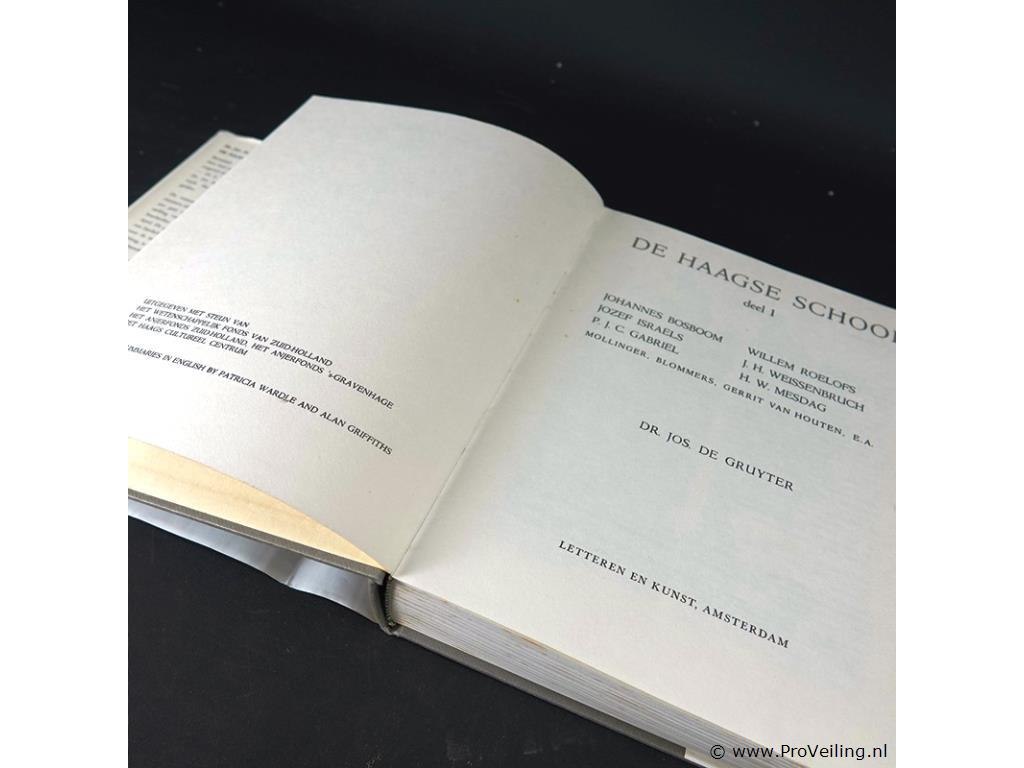 UITGEGEVEN MET STEUN VAN
HET WETENSCHAPPELIJK FONDS VAN ZUID-HOLLAND
HET ANJERFONDS ZUID-HOLLAND, HET ANJERFONDS 's-GRAVENHAGE
HET HAAGS CULTUREEL CENTRUM
IN ENGLISH BY PATRICIA WARDLE AND ALAN GRIFFITHS
DE HAAGSE SCHOOL
deel 1
JOHANNES BOSBOOM
JOZEF ISRAELS
P. J. C. GABRIEL
WILLEM ROELOFS
J. H. WEISSENBRUCH
H. W. MESDAG
MOLLINGER, BLOMMERS, GERRIT VAN HOUTEN, E.A.
DR. JOS. DE GRUYTER
LETTEREN EN KUNST, AMSTERDAM
© www.ProVeiling.nl